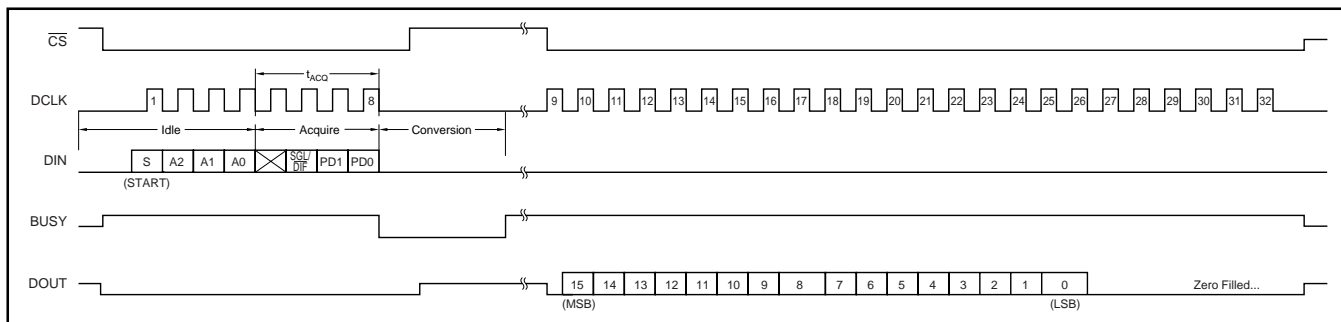 CS
tACQ
DCLK 1 8 9 10 11 12 13 14 15 16 17 18 19 20 21 22 23 24 25 26 27 28 29 30 31 32
Idle Acquire Conversion
DIN S A2 A1 A0 SGL/DIF PD1 PD0
(START)
BUSY
DOUT 15 14 13 12 11 10 9 8 7 6 5 4 3 2 1 0 Zero Filled...
(MSB) (LSB)